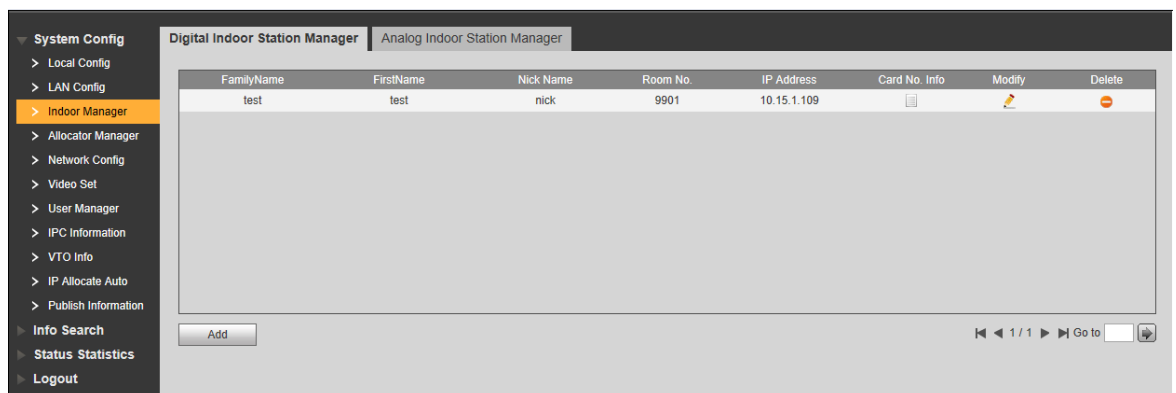 System Config
Local Config
LAN Config
Indoor Manager
Allocator Manager
Network Config
Video Set
User Manager
IPC Information
VTO Info
IP Allocate Auto
Publish Information
Info Search
Status Statistics
Logout
Digital Indoor Station Manager Analog Indoor Station Manager
FamilyName FirstName Nick Name Room No. IP Address Card No. Info Modify Delete
test test nick 9901 10.15.1.109
Add 1 / 1 Go to